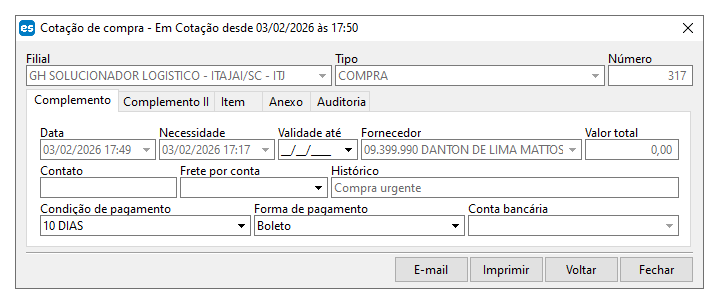 es Cotação de compra - Em Cotação desde 03/02/2026 às 17:50
Filial Tipo Número
GH SOLUCIONADOR LOGISTICO - ITAJAI/SC - ITJ COMPRA 317
Complemento Complemento II Item Anexo Auditoria
Data Necessidade Validade até Fornecedor Valor total
03/02/2026 17:49 03/02/2026 17:17 __/__/____ 09.399.990 DANTON DE LIMA MATTOS 0,00
Contato Frete por conta Histórico
Compra urgente
Condição de pagamento Forma de pagamento Conta bancária
10 DIAS Boleto
E-mail Imprimir Voltar Fechar